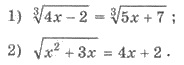 1) ∛(4x − 2) = ∛(5x + 7) ;
2) √(x² + 3x) = 4x + 2 .